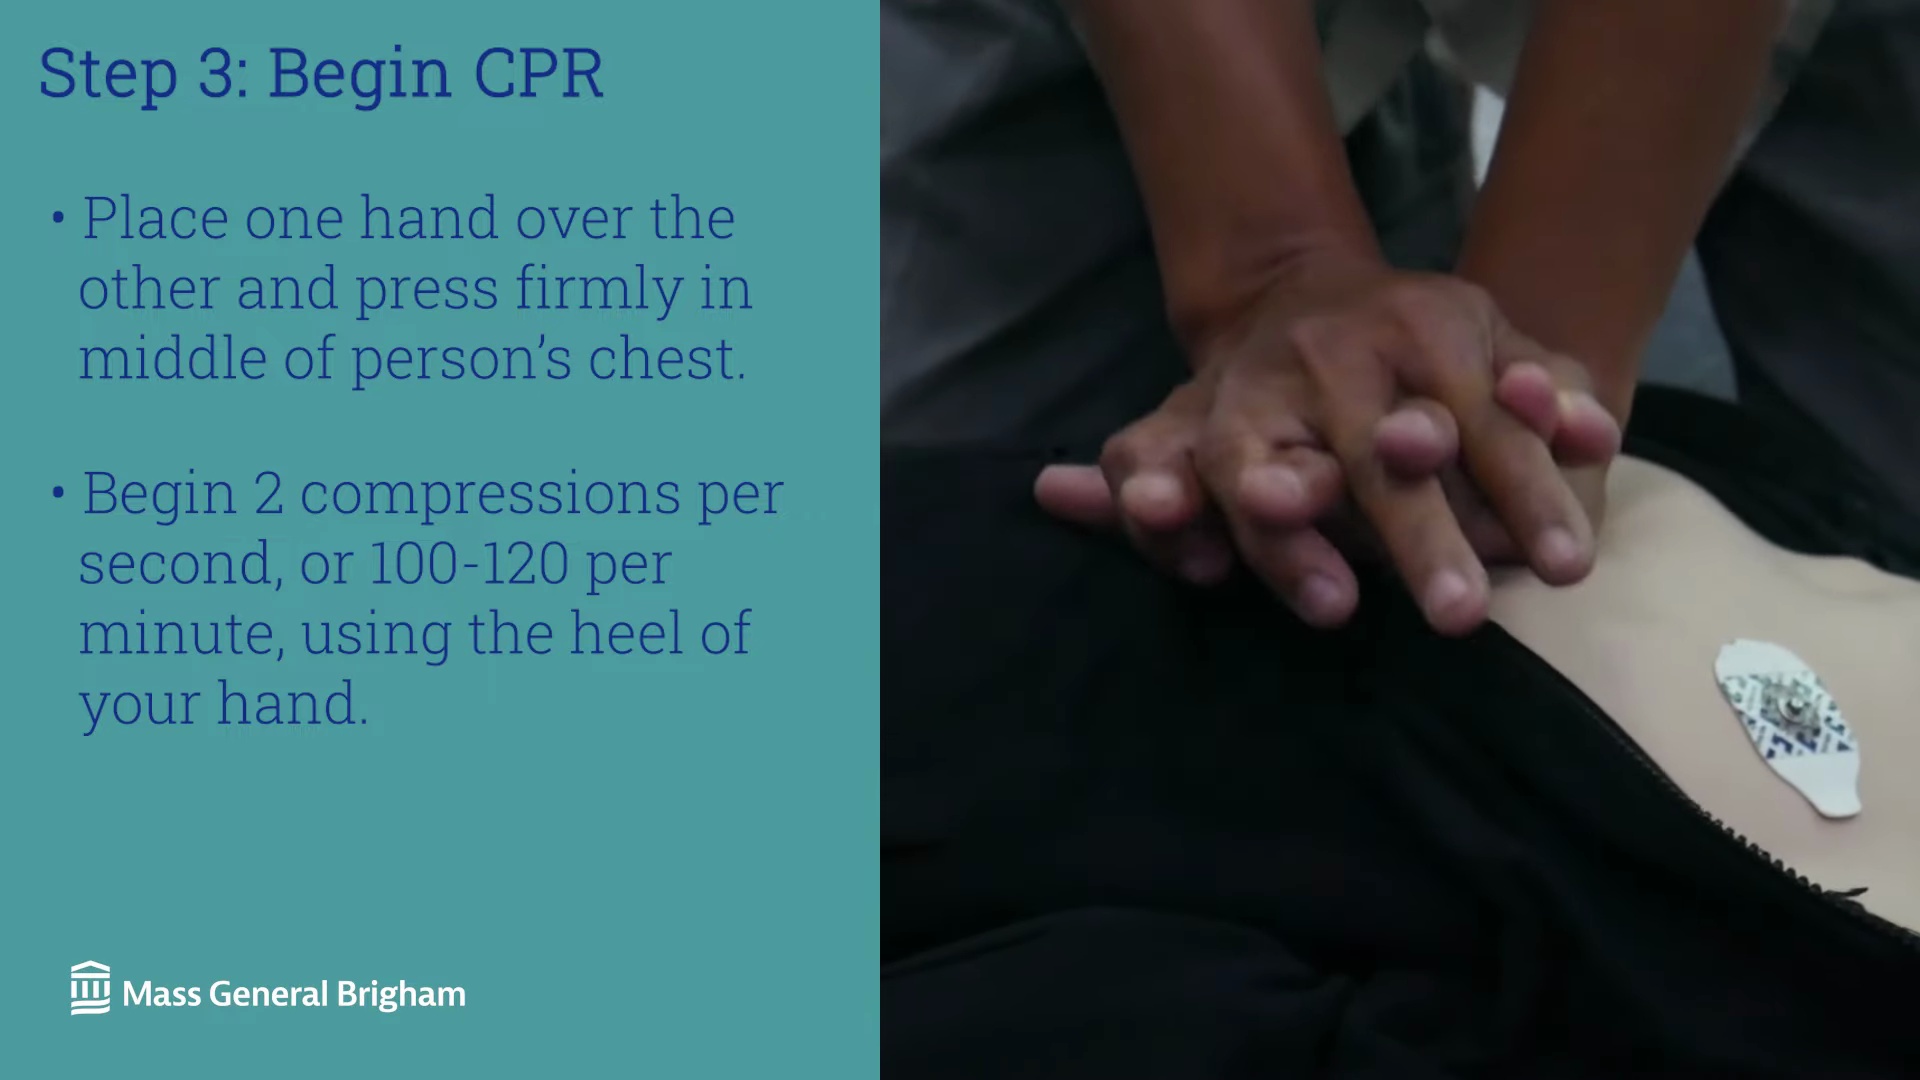 Step 3: Begin CPR
• Place one hand over the
other and press firmly in
middle of person’s chest.
• Begin 2 compressions per
second, or 100-120 per
minute, using the heel of
your hand.
Mass General Brigham